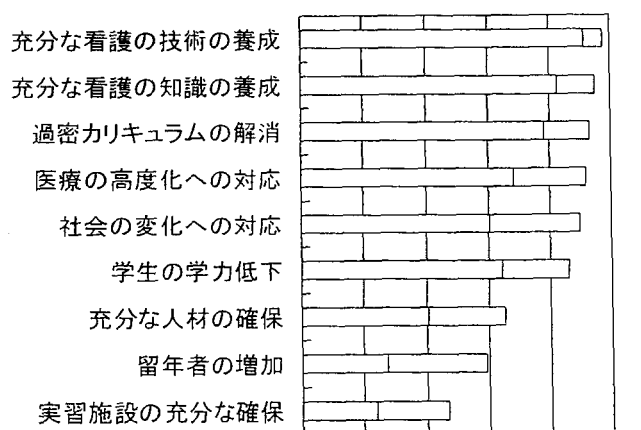 充分な看護の技術の養成
充分な看護の知識の養成
過密カリキュラムの解消
医療の高度化への対応
社会の変化への対応
学生の学力低下
充分な人材の確保
留年者の増加
実習施設の充分な確保